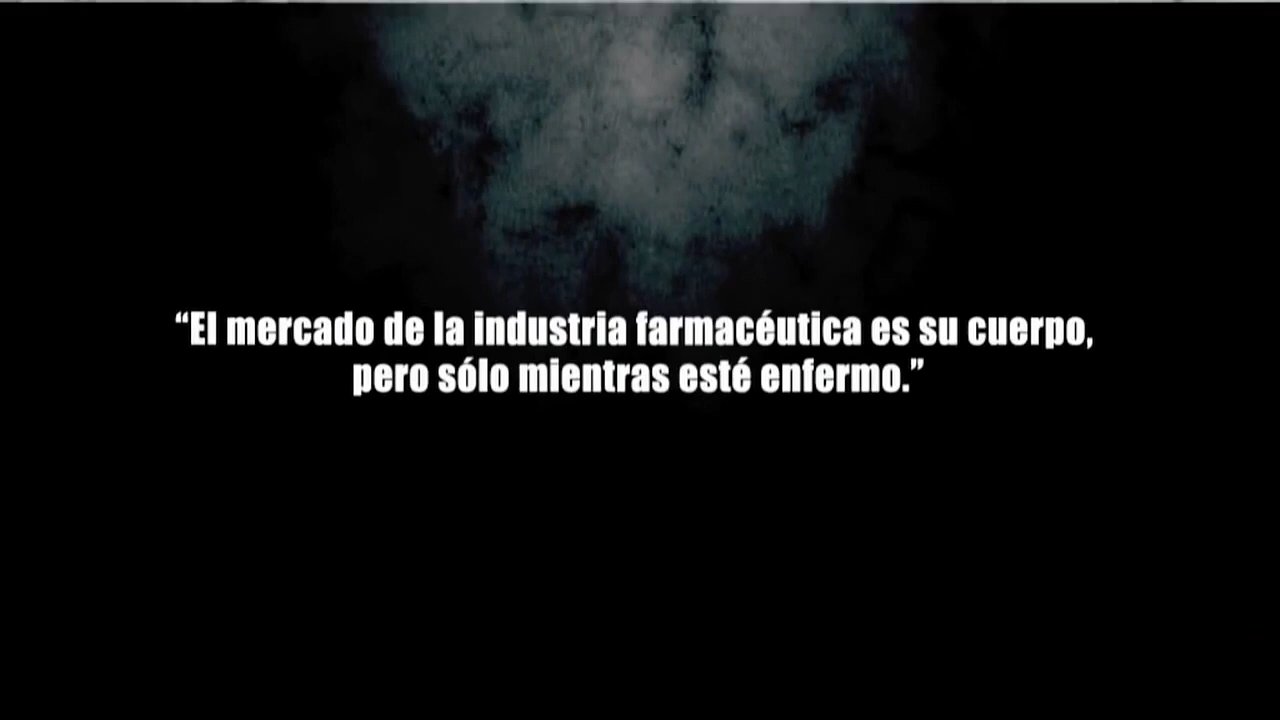 “El mercado de la industria farmacéutica es su cuerpo,
pero sólo mientras esté enfermo.”